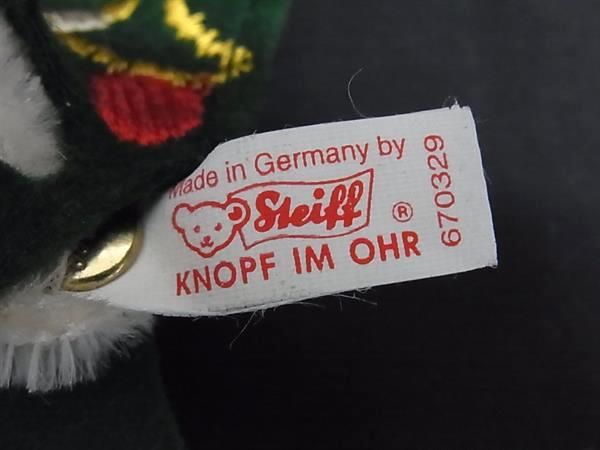 Made in Germany by
Steiff ®
KNOPF IM OHR
670329